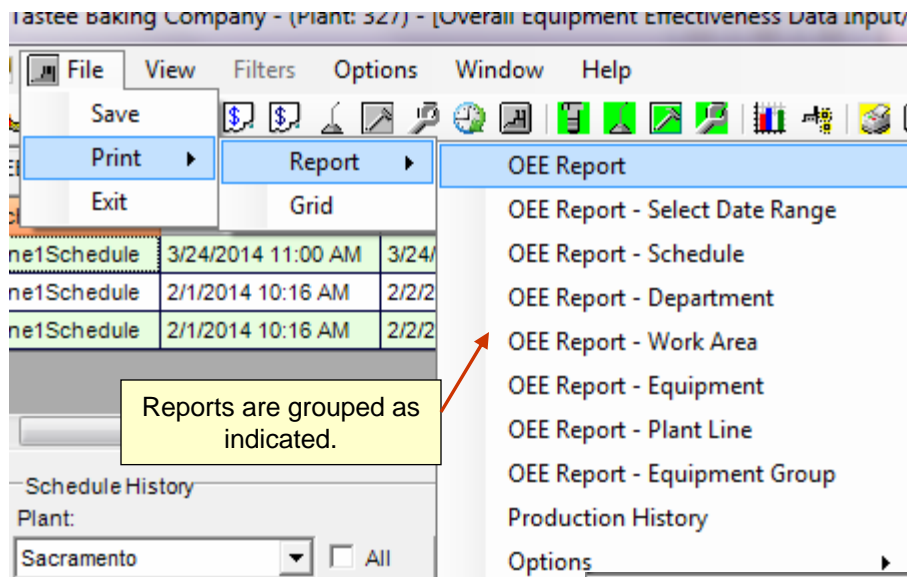 Tastee Baking Company - (Plant: 327) - [Overall Equipment Effectiveness Data Input/
File View Filters Options Window Help
Save
Print
Exit
Report
Grid
OEE Report
OEE Report - Select Date Range
OEE Report - Schedule
OEE Report - Department
OEE Report - Work Area
OEE Report - Equipment
OEE Report - Plant Line
OEE Report - Equipment Group
Production History
Options
ne1Schedule 3/24/2014 11:00 AM 3/24/
ne1Schedule 2/1/2014 10:16 AM 2/2/2
ne1Schedule 2/1/2014 10:16 AM 2/2/2
Reports are grouped as
indicated.
Schedule History
Plant:
Sacramento All